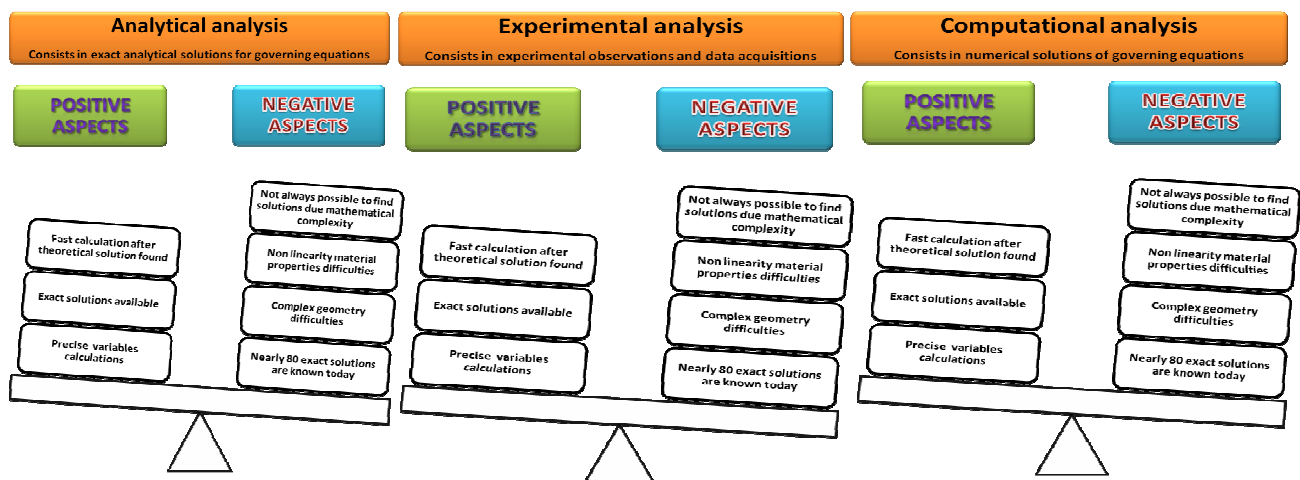 Analytical analysis
Consists in exact analytical solutions for governing equations
POSITIVE
ASPECTS
NEGATIVE
ASPECTS
Fast calculation after
theoretical solution found
Exact solutions available
Precise variables
calculations
Not always possible to find
solutions due mathematical
complexity
Non linearity material
properties difficulties
Complex geometry
difficulties
Nearly 80 exact solutions
are known today
Experimental analysis
Consists in experimental observations and data acquisitions
POSITIVE
ASPECTS
NEGATIVE
ASPECTS
Fast calculation after
theoretical solution found
Exact solutions available
Precise variables
calculations
Not always possible to find
solutions due mathematical
complexity
Non linearity material
properties difficulties
Complex geometry
difficulties
Nearly 80 exact solutions
are known today
Computational analysis
Consists in numerical solutions of governing equations
POSITIVE
ASPECTS
NEGATIVE
ASPECTS
Fast calculation after
theoretical solution found
Exact solutions available
Precise variables
calculations
Not always possible to find
solutions due mathematical
complexity
Non linearity material
properties difficulties
Complex geometry
difficulties
Nearly 80 exact solutions
are known today